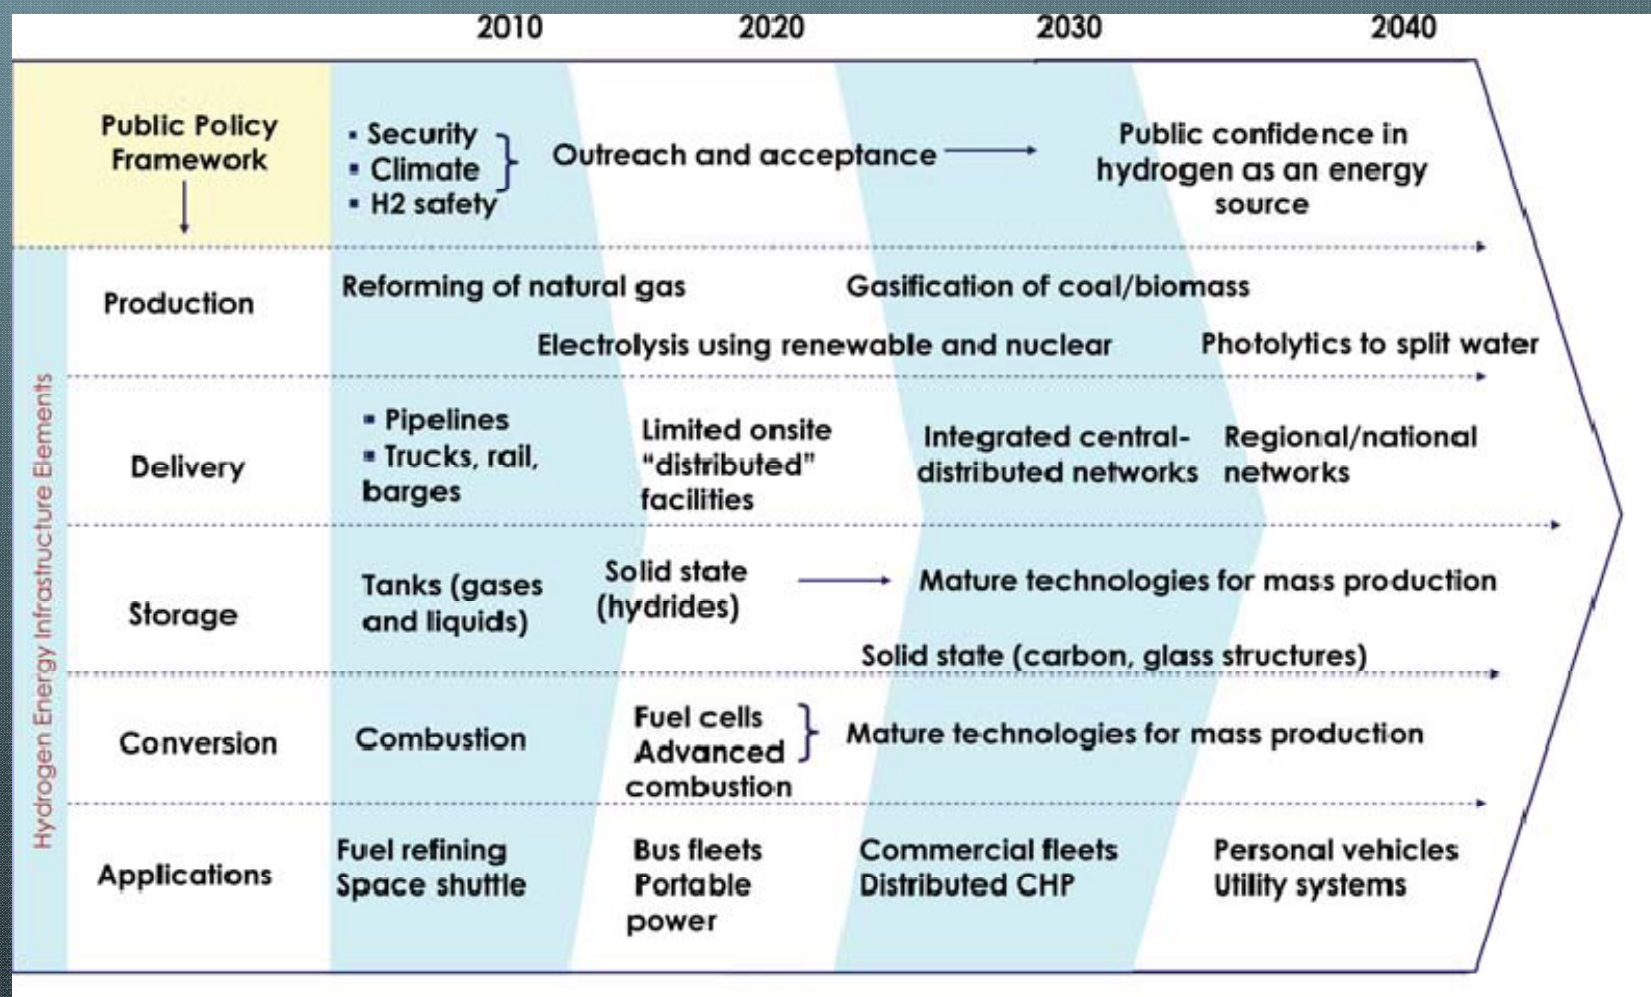 2010 2020 2030 2040
Public Policy
Framework
▪ Security
▪ Climate
▪ H2 safety
Outreach and acceptance
Public confidence in
hydrogen as an energy
source
Hydrogen Energy Infrastructure Elements
Production
Reforming of natural gas
Gasification of coal/biomass
Electrolysis using renewable and nuclear
Photolytics to split water
Delivery
▪ Pipelines
▪ Trucks, rail,
barges
Limited onsite
“distributed”
facilities
Integrated central-
distributed networks
Regional/national
networks
Storage
Tanks (gases
and liquids)
Solid state
(hydrides)
Mature technologies for mass production
Solid state (carbon, glass structures)
Conversion
Combustion
Fuel cells
Advanced
combustion
Mature technologies for mass production
Applications
Fuel refining
Space shuttle
Bus fleets
Portable
power
Commercial fleets
Distributed CHP
Personal vehicles
Utility systems